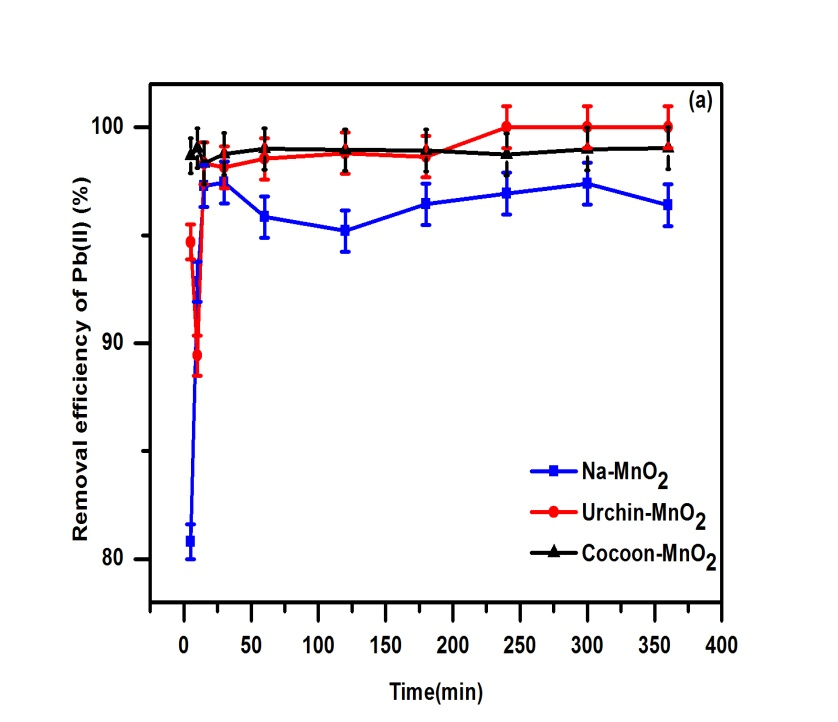 (a)
Removal efficiency of Pb(II) (%)
100
90
80
Na-MnO2
Urchin-MnO2
Cocoon-MnO2
0 50 100 150 200 250 300 350 400
Time(min)